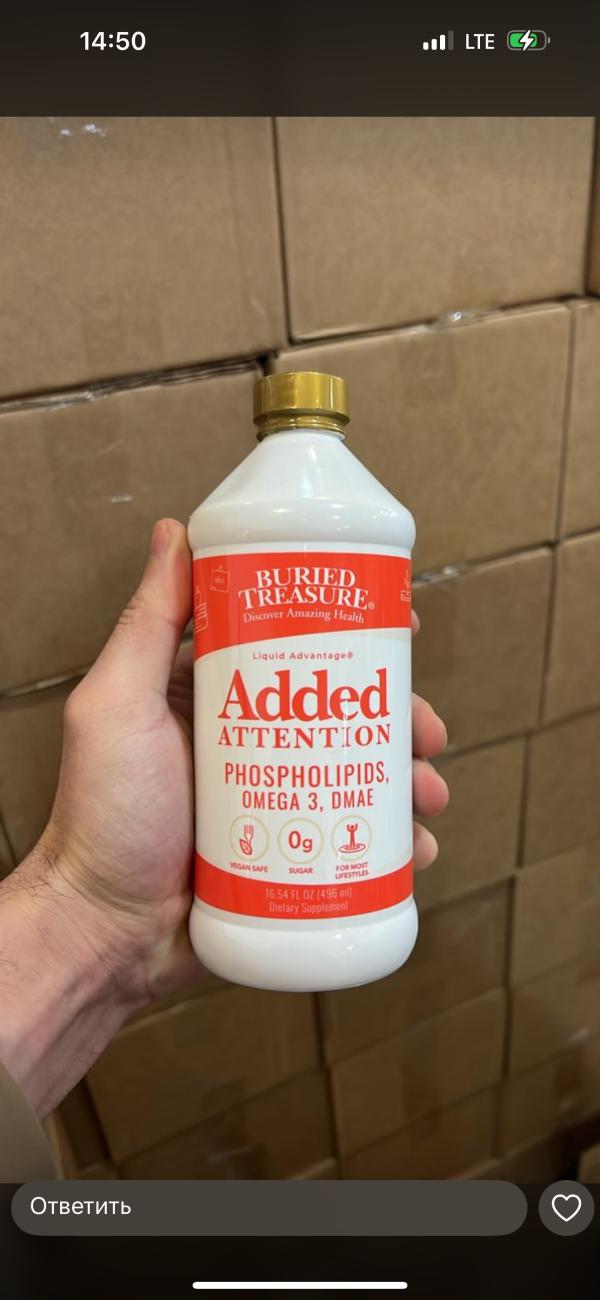 14:50
LTE
BURIED
TREASURE®
Discover Amazing Health
Liquid Advantage®
Added
ATTENTION
PHOSPHOLIPIDS,
OMEGA 3, DMAE
0g
VEGAN SAFE
SUGAR
FOR MOST
LIFESTYLES
16.54 FL OZ (496 ml)
Dietary Supplement
Ответить